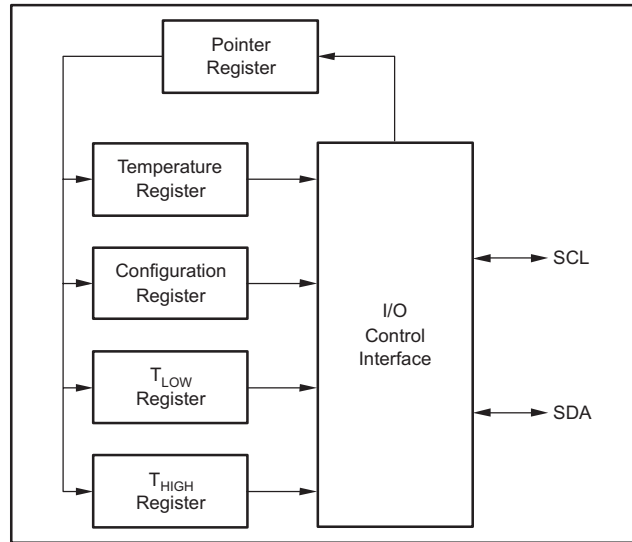 Pointer
Register
Temperature
Register
Configuration
Register
I/O
Control
Interface
SCL
SDA
TLOW
Register
THIGH
Register